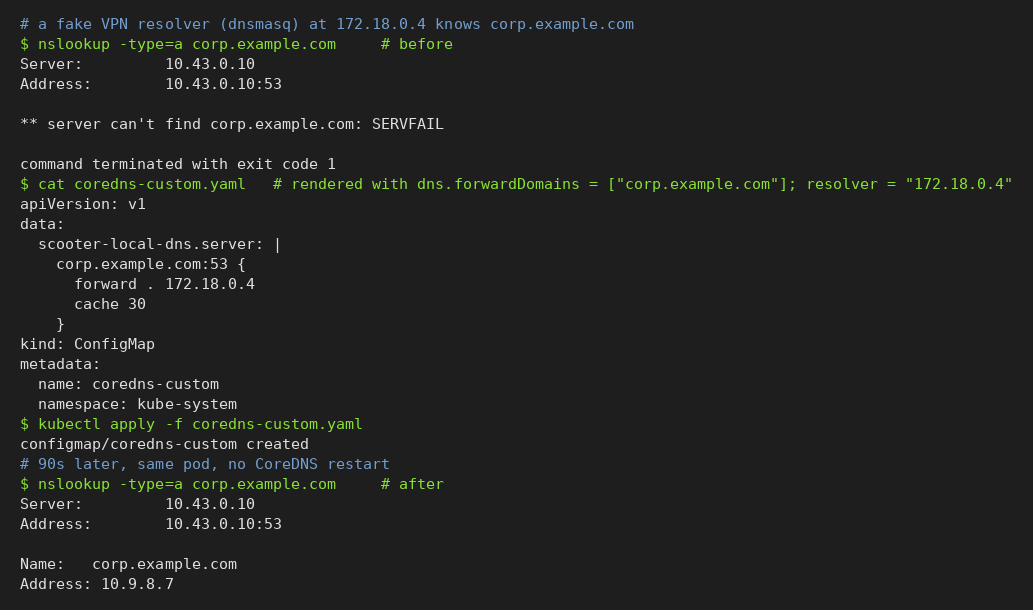 # a fake VPN resolver (dnsmasq) at 172.18.0.4 knows corp.example.com
$ nslookup -type=a corp.example.com     # before
Server:         10.43.0.10
Address:        10.43.0.10:53

** server can't find corp.example.com: SERVFAIL

command terminated with exit code 1
$ cat coredns-custom.yaml   # rendered with dns.forwardDomains = ["corp.example.com"]; resolver = "172.18.0.4"
apiVersion: v1
data:
  scooter-local-dns.server: |
    corp.example.com:53 {
      forward . 172.18.0.4
      cache 30
    }
kind: ConfigMap
metadata:
  name: coredns-custom
  namespace: kube-system
$ kubectl apply -f coredns-custom.yaml
configmap/coredns-custom created
# 90s later, same pod, no CoreDNS restart
$ nslookup -type=a corp.example.com     # after
Server:         10.43.0.10
Address:        10.43.0.10:53

Name:   corp.example.com
Address: 10.9.8.7